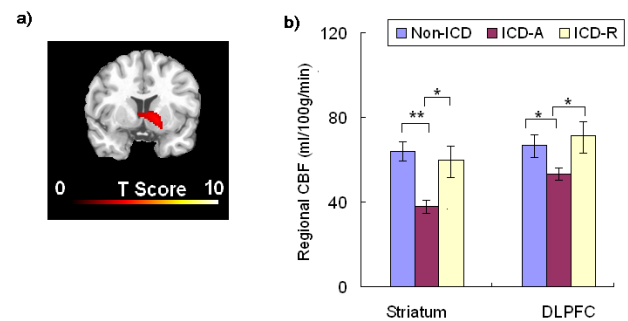 a)
0 T Score 10
b)
Non-ICD ICD-A ICD-R
Regional CBF (ml/100g/min)
120
80
40
0
** *
* *
Striatum DLPFC